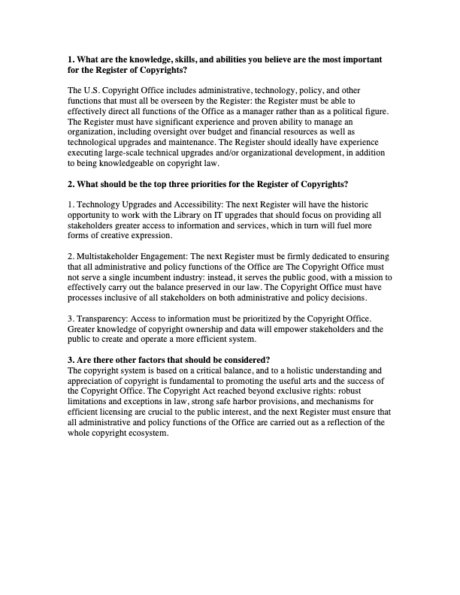 1. What are the knowledge, skills, and abilities you believe are the most important
for the Register of Copyrights?
The U.S. Copyright Office includes administrative, technology, policy, and other
functions that must all be overseen by the Register: the Register must be able to
effectively direct all functions of the Office as a manager rather than as a political figure.
The Register must have significant experience and proven ability to manage an
organization, including oversight over budget and financial resources as well as
technological upgrades and maintenance. The Register should ideally have experience
executing large-scale technical upgrades and/or organizational development, in addition
to being knowledgeable on copyright law.
2. What should be the top three priorities for the Register of Copyrights?
1. Technology Upgrades and Accessibility: The next Register will have the historic
opportunity to work with the Library on IT upgrades that should focus on providing all
stakeholders greater access to information and services, which in turn will fuel more
forms of creative expression.
2. Multistakeholder Engagement: The next Register must be firmly dedicated to ensuring
that all administrative and policy functions of the Office are The Copyright Office must
not serve a single incumbent industry: instead, it serves the public good, with a mission to
effectively carry out the balance preserved in our law. The Copyright Office must have
processes inclusive of all stakeholders on both administrative and policy decisions.
3. Transparency: Access to information must be prioritized by the Copyright Office.
Greater knowledge of copyright ownership and data will empower stakeholders and the
public to create and operate a more efficient system.
3. Are there other factors that should be considered?
The copyright system is based on a critical balance, and to a holistic understanding and
appreciation of copyright is fundamental to promoting the useful arts and the success of
the Copyright Office. The Copyright Act reached beyond exclusive rights: robust
limitations and exceptions in law, strong safe harbor provisions, and mechanisms for
efficient licensing are crucial to the public interest, and the next Register must ensure that
all administrative and policy functions of the Office are carried out as a reflection of the
whole copyright ecosystem.